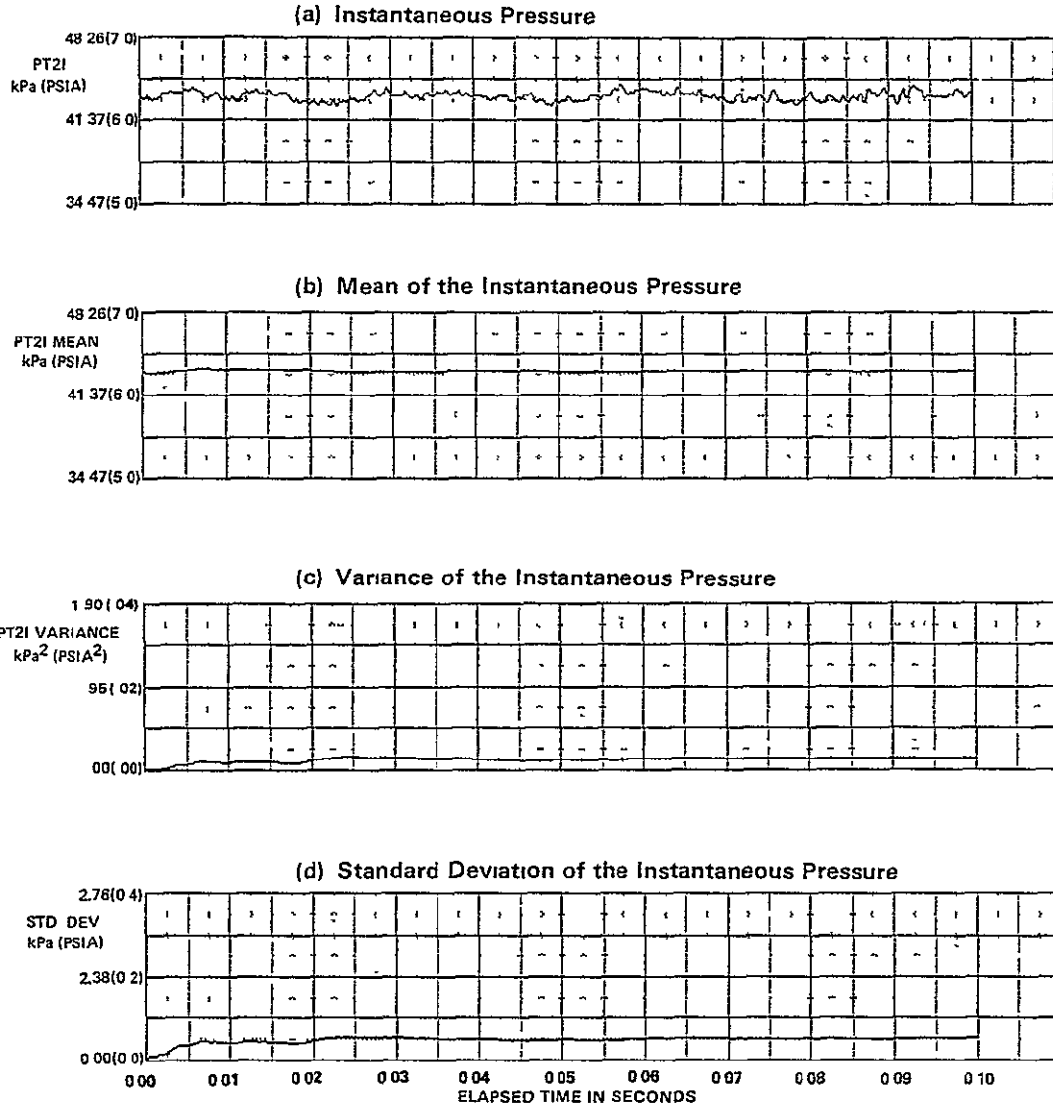 (a) Instantaneous Pressure
48 26(7 0)
PT2I
kPa (PSIA)
41 37(6 0)
34 47(5 0)
(b) Mean of the Instantaneous Pressure
48 26(7 0)
PT2I MEAN
kPa (PSIA)
41 37(6 0)
34 47(5 0)
(c) Variance of the Instantaneous Pressure
1 90 ( 04)
PT2I VARIANCE
kPa² (PSIA²)
95 ( 02)
00( 00)
(d) Standard Deviation of the Instantaneous Pressure
2.76(0 4)
STD DEV
kPa (PSIA)
2.38(0 2)
0 00(0 0)
0 00 0 01 0 02 0 03 0 04 0 05 0 06 0 07 0 08 0 09 0 10
ELAPSED TIME IN SECONDS